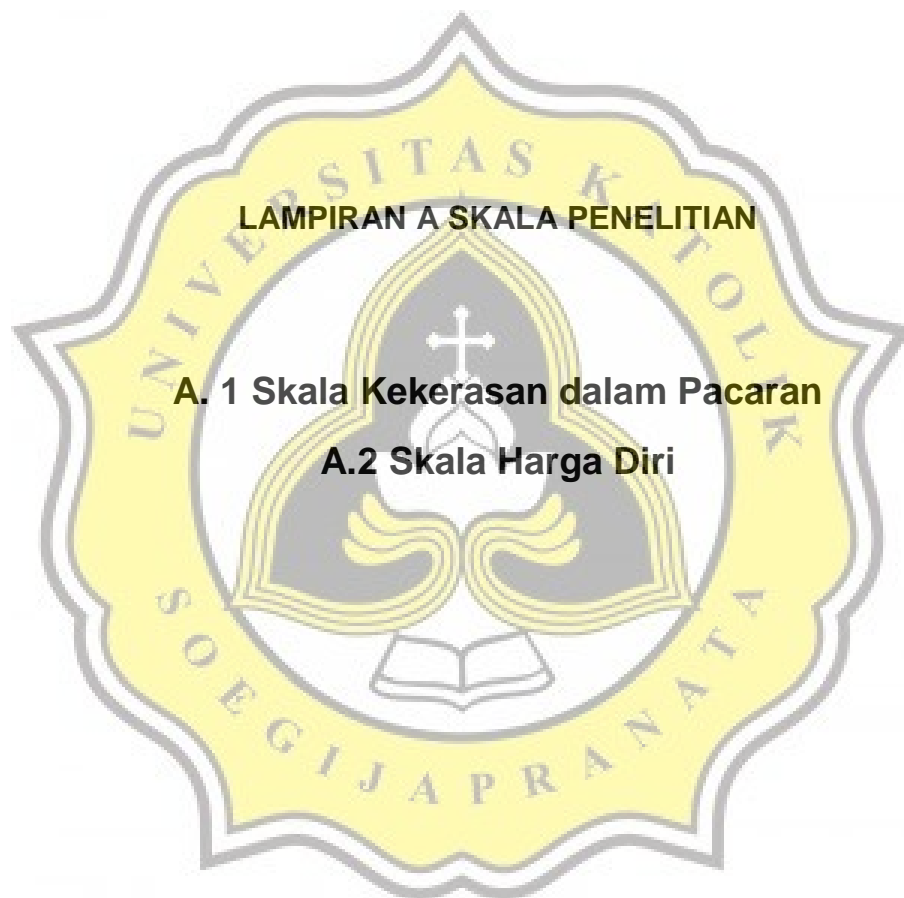 LAMPIRAN A SKALA PENELITIAN
A. 1 Skala Kekerasan dalam Pacaran
A.2 Skala Harga Diri
UNIVERSITAS KATOLIK
SOEGIJAPRANATA